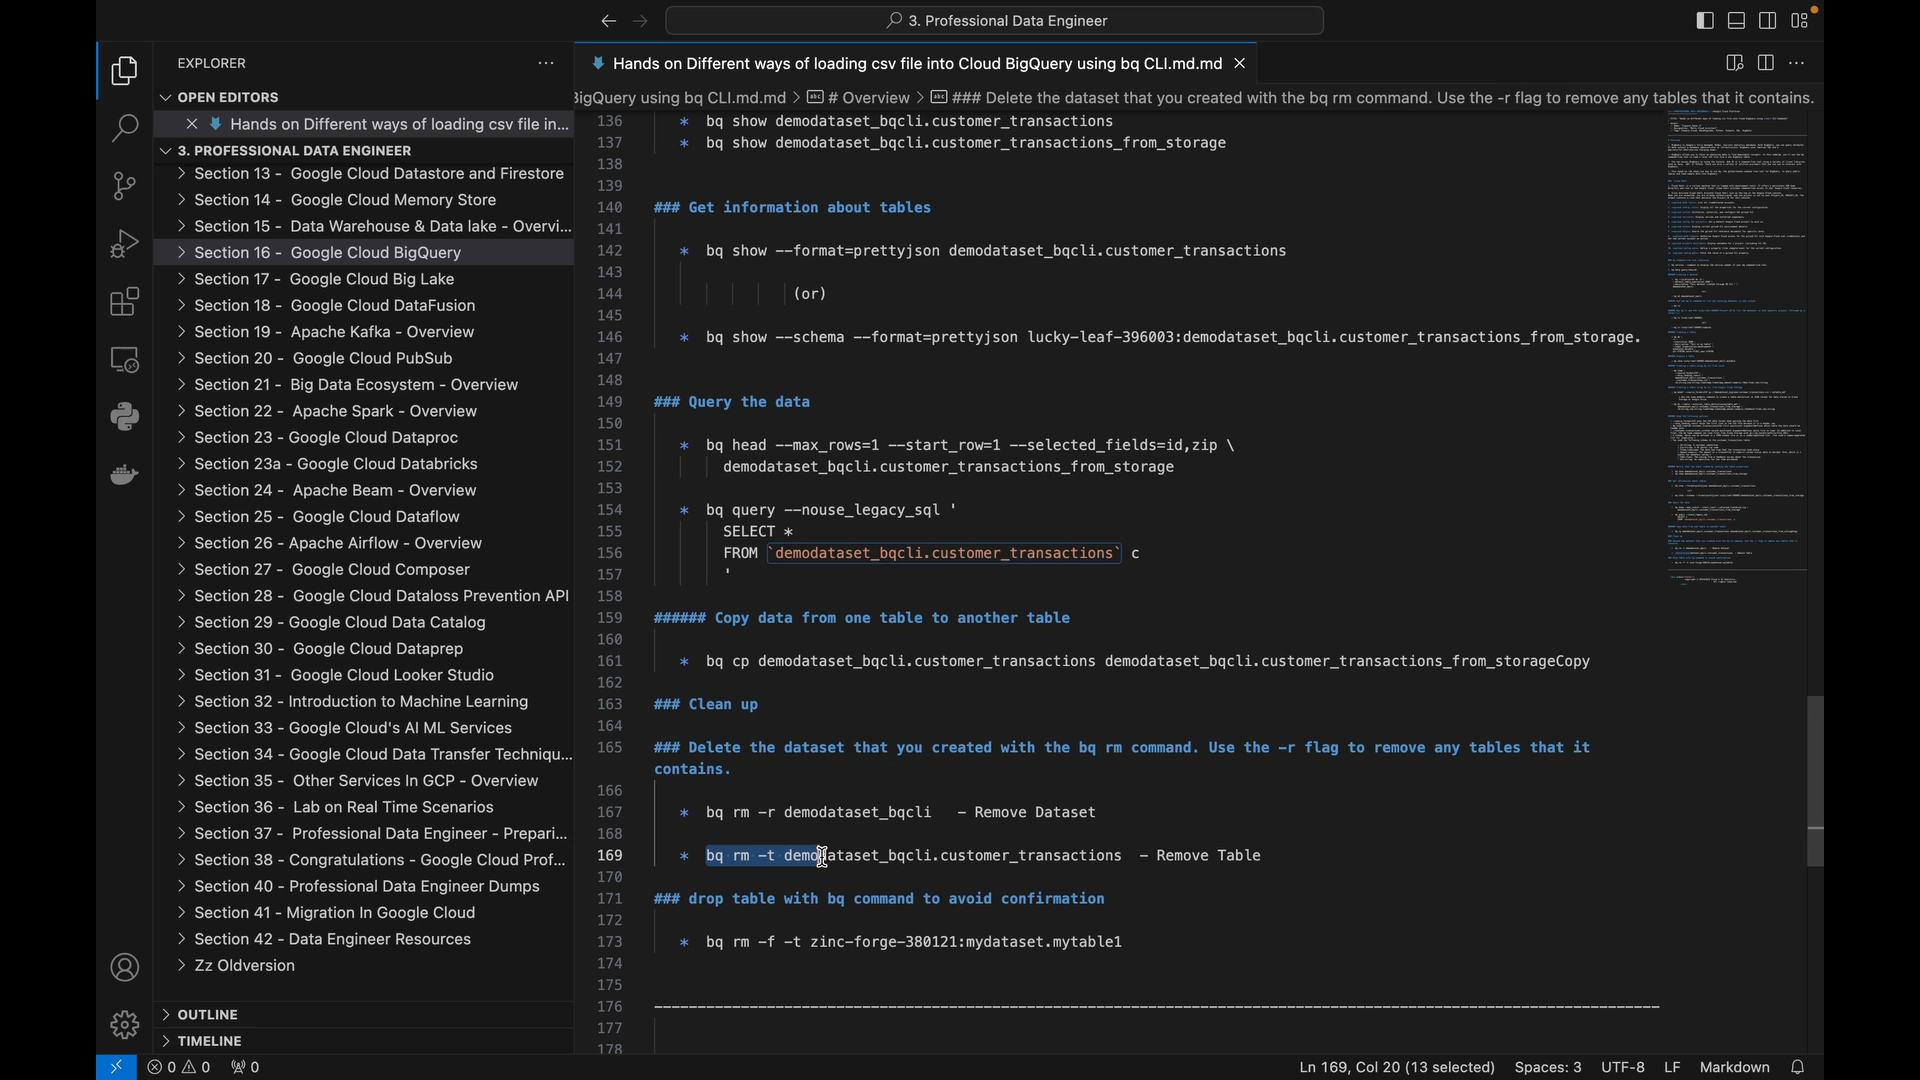 3. Professional Data Engineer
EXPLORER
Hands on Different ways of loading csv file into Cloud BigQuery using bq CLI.md.md
OPEN EDITORS
BigQuery using bq CLI.md.md > # Overview > ### Delete the dataset that you created with the bq rm command. Use the -r flag to remove any tables that it contains.
Hands on Different ways of loading csv file in...
3. PROFESSIONAL DATA ENGINEER
Section 13 - Google Cloud Datastore and Firestore
Section 14 - Google Cloud Memory Store
Section 15 - Data Warehouse & Data lake - Overvi...
Section 16 - Google Cloud BigQuery
Section 17 - Google Cloud Big Lake
Section 18 - Google Cloud DataFusion
Section 19 - Apache Kafka - Overview
Section 20 - Google Cloud PubSub
Section 21 - Big Data Ecosystem - Overview
Section 22 - Apache Spark - Overview
Section 23 - Google Cloud Dataproc
Section 23a - Google Cloud Databricks
Section 24 - Apache Beam - Overview
Section 25 - Google Cloud Dataflow
Section 26 - Apache Airflow - Overview
Section 27 - Google Cloud Composer
Section 28 - Google Cloud Dataloss Prevention API
Section 29 - Google Cloud Data Catalog
Section 30 - Google Cloud Dataprep
Section 31 - Google Cloud Looker Studio
Section 32 - Introduction to Machine Learning
Section 33 - Google Cloud's AI ML Services
Section 34 - Google Cloud Data Transfer Techniqu...
Section 35 - Other Services In GCP - Overview
Section 36 - Lab on Real Time Scenarios
Section 37 - Professional Data Engineer - Prepari...
Section 38 - Congratulations - Google Cloud Prof...
Section 40 - Professional Data Engineer Dumps
Section 41 - Migration In Google Cloud
Section 42 - Data Engineer Resources
Zz Oldversion
OUTLINE
TIMELINE
136 * bq show demodataset_bqcli.customer_transactions
137 * bq show demodataset_bqcli.customer_transactions_from_storage
138
139
140 ### Get information about tables
141
142 * bq show --format=prettyjson demodataset_bqcli.customer_transactions
143
144 (or)
145
146 * bq show --schema --format=prettyjson lucky-leaf-396003:demodataset_bqcli.customer_transactions_from_storage.
147
148
149 ### Query the data
150
151 * bq head --max_rows=1 --start_row=1 --selected_fields=id,zip \
152 demodataset_bqcli.customer_transactions_from_storage
153
154 * bq query --nouse_legacy_sql '
155 SELECT *
156 FROM `demodataset_bqcli.customer_transactions` c
157 '
158
159 ###### Copy data from one table to another table
160
161 * bq cp demodataset_bqcli.customer_transactions demodataset_bqcli.customer_transactions_from_storageCopy
162
163 ### Clean up
164
165 ### Delete the dataset that you created with the bq rm command. Use the -r flag to remove any tables that it
contains.
166
167 * bq rm -r demodataset_bqcli - Remove Dataset
168
169 * bq rm -t demodataset_bqcli.customer_transactions - Remove Table
170
171 ### drop table with bq command to avoid confirmation
172
173 * bq rm -f -t zinc-forge-380121:mydataset.mytable1
174
175
176
177
178
0 0 0
Ln 169, Col 20 (13 selected) Spaces: 3 UTF-8 LF Markdown